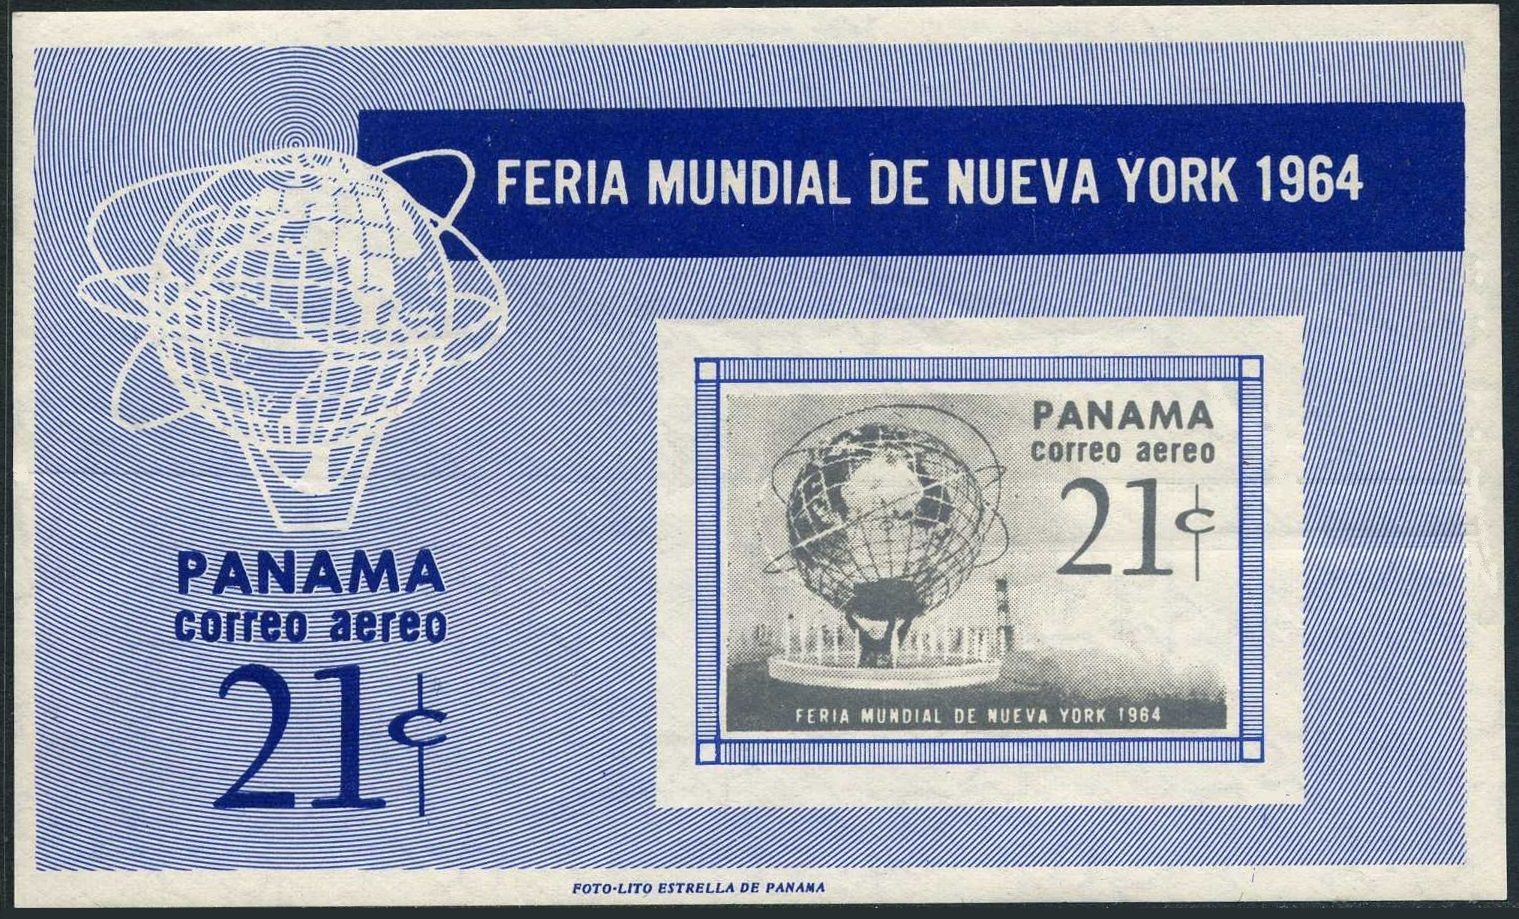 FERIA MUNDIAL DE NUEVA YORK 1964
PANAMA
correo aereo
21¢
PANAMA
correo aereo
21¢
FERIA MUNDIAL DE NUEVA YORK 1964
FOTO-LITO ESTRELLA DE PANAMA